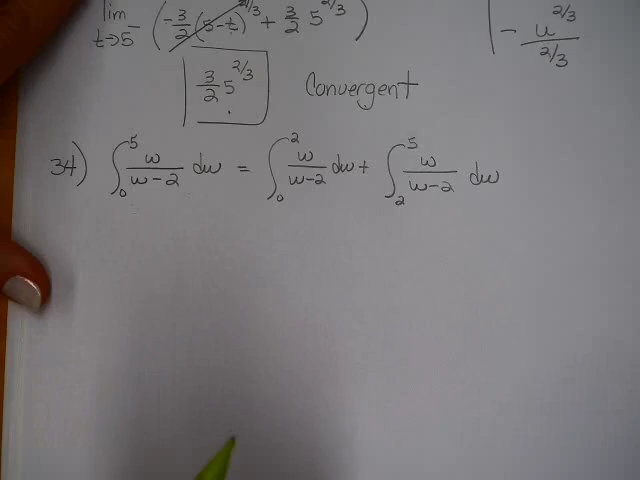 lim t→5⁻ (-3/2 (5-t)^2/3 + 3/2 5^2/3)
- u^2/3 / 2/3
3/2 5^2/3 Convergent
34) ∫₀⁵ w/(w-2) dw = ∫₀² w/(w-2) dw + ∫₂⁵ w/(w-2) dw